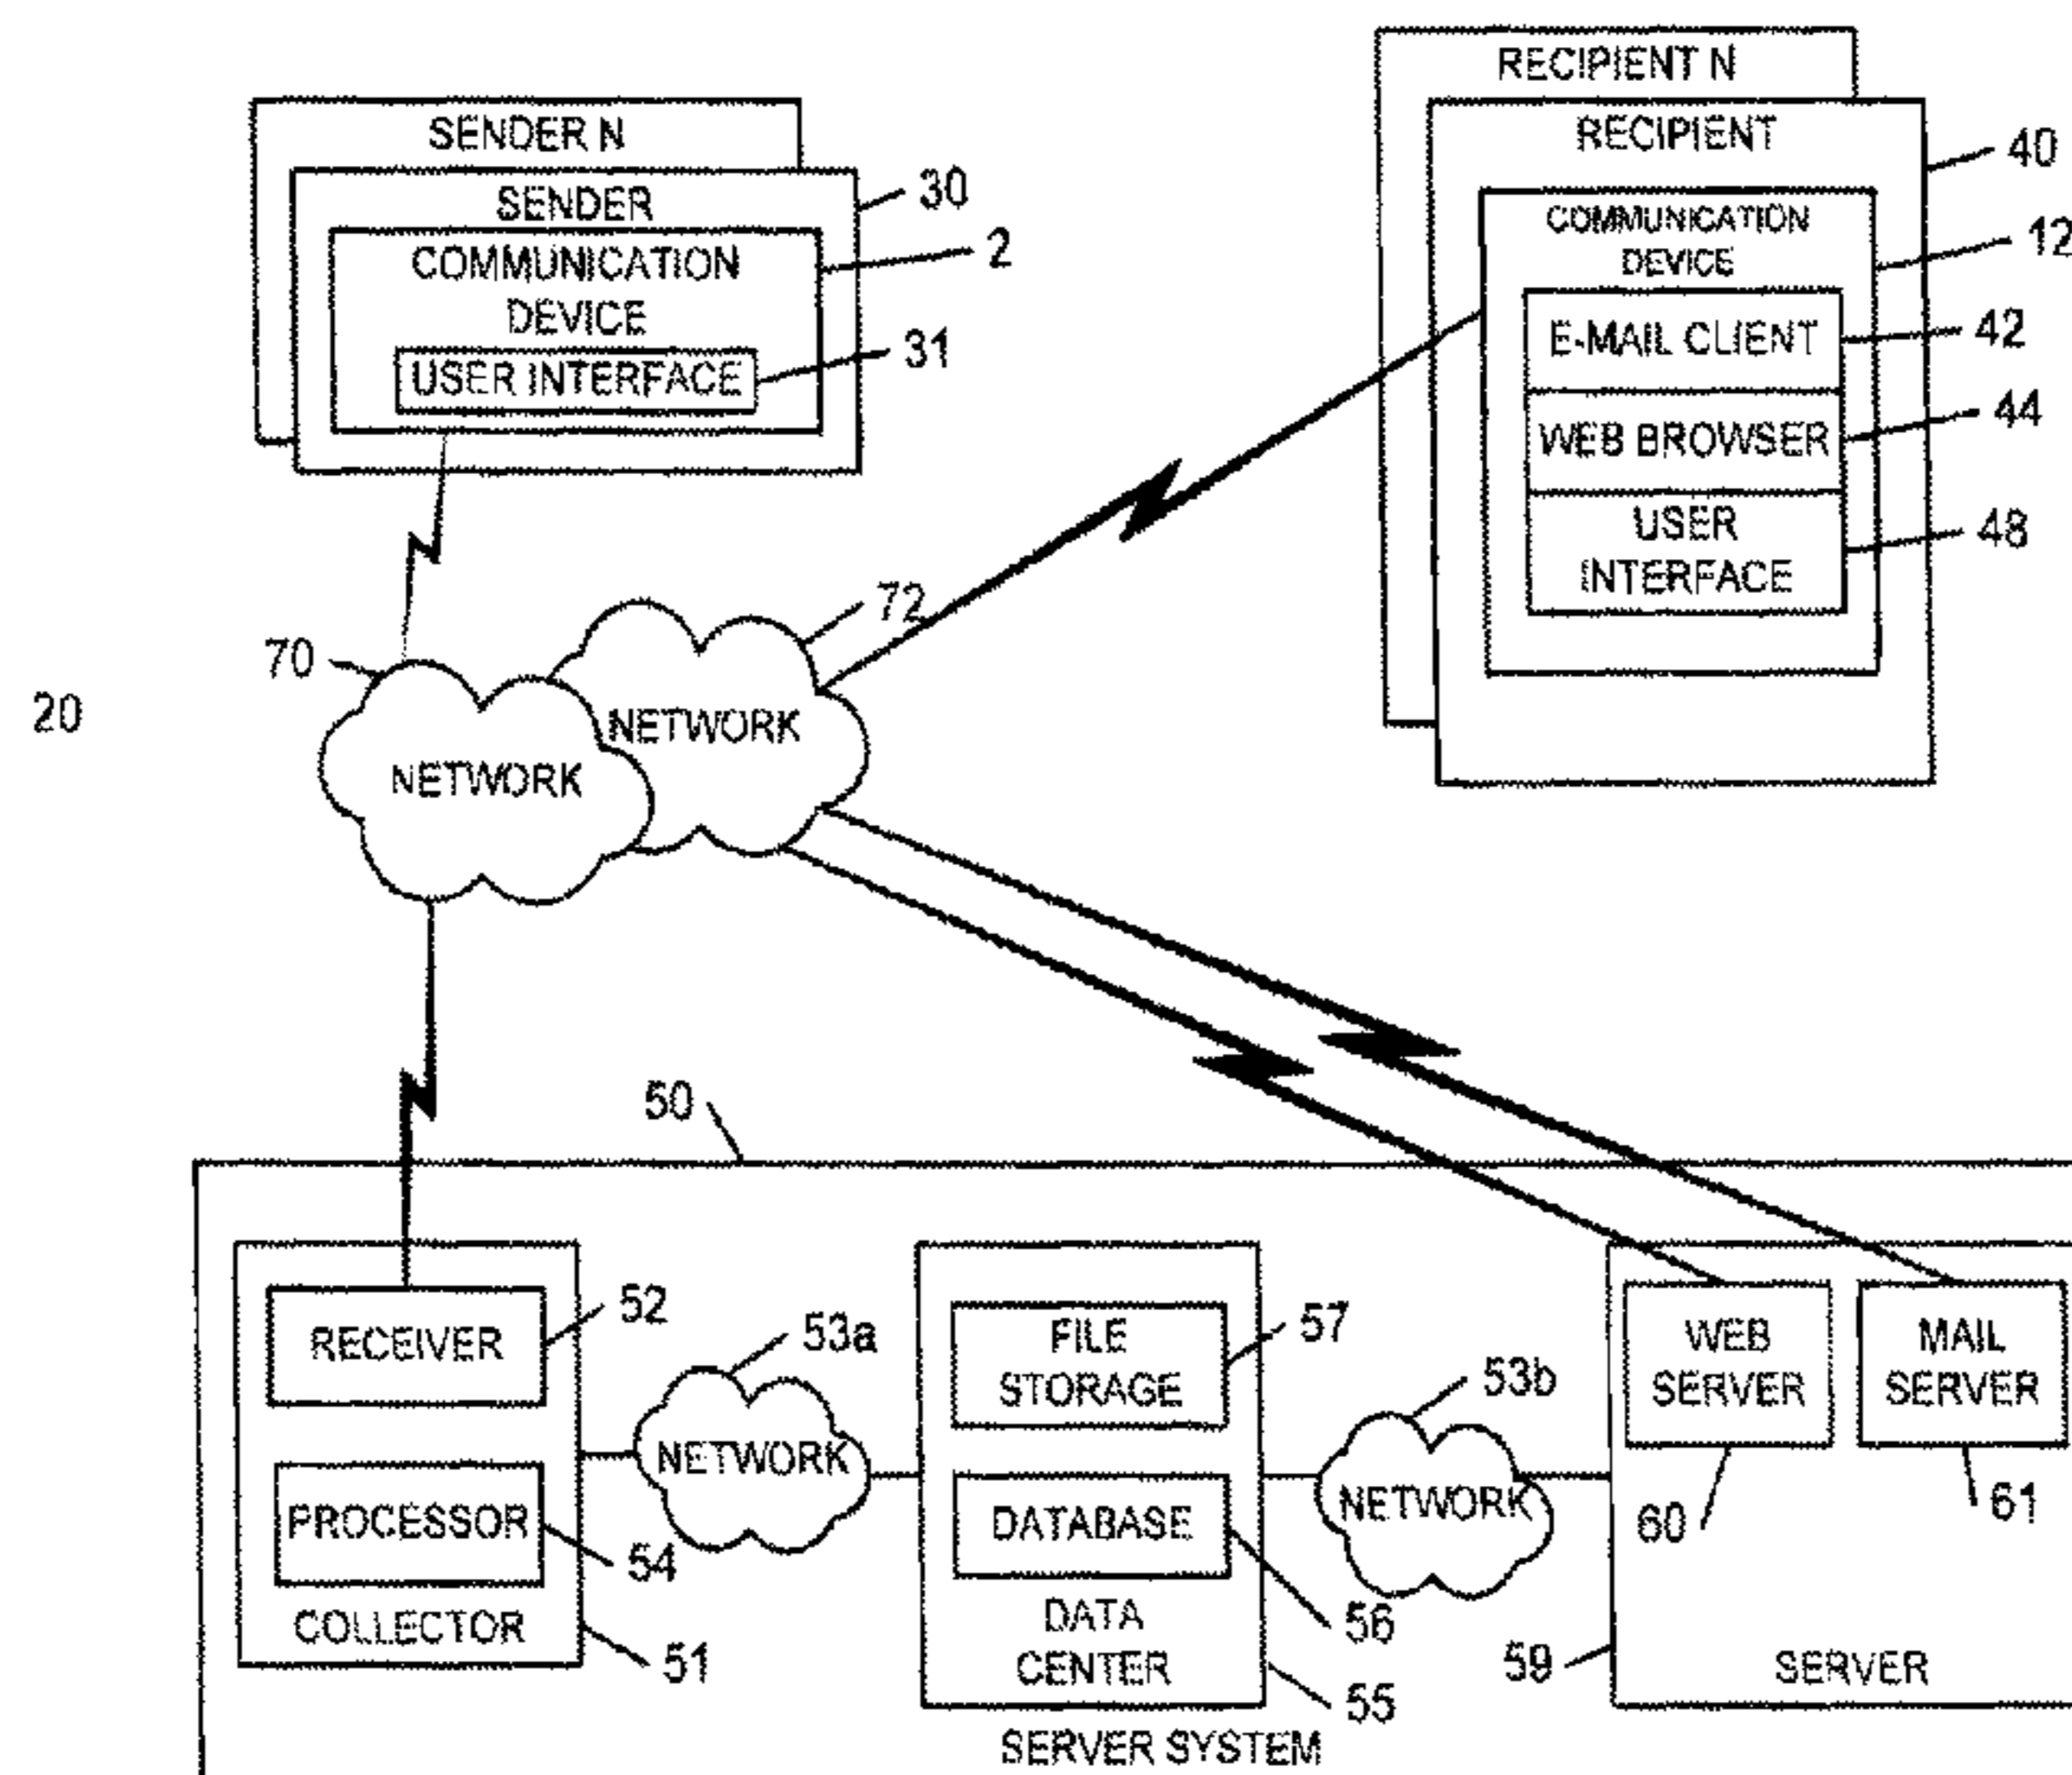 RECIPIENT N
SENDER N
RECIPIENT
40
SENDER
30
COMMUNICATION
DEVICE
12
COMMUNICATION
DEVICE
2
E-MAIL CLIENT
42
USER INTERFACE
31
WEB BROWSER
44
USER
INTERFACE
48
72
70
20
NETWORK
NETWORK
50
RECEIVER
52
53a
FILE
STORAGE
57
53b
WEB
SERVER
MAIL
SERVER
NETWORK
NETWORK
60
61
PROCESSOR
54
DATABASE
56
COLLECTOR
51
DATA
CENTER
55
59
SERVER
SERVER SYSTEM